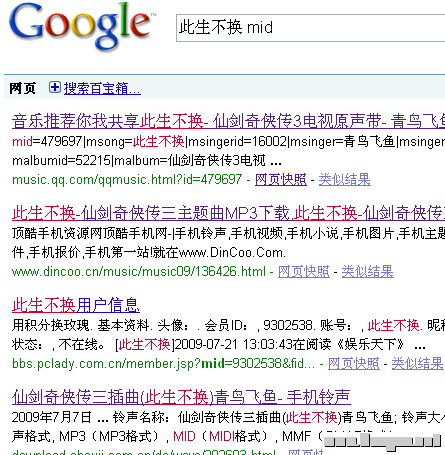 Google™
此生不换 mid
网页 搜索百宝箱...
音乐推荐你我共享此生不换- 仙剑奇侠传3电视原声带- 青鸟飞鱼
mid=479697|msong=此生不换|msingerid=16002|msinger=青鸟飞鱼|
malbumid=52215|malbum=仙剑奇侠传3电视 ...
music.qq.com/qqmusic.html?id=479697 - 网页快照 - 类似结果
此生不换-仙剑奇侠传三主题曲MP3下载,此生不换-仙剑奇侠传三
顶酷手机资源网顶酷手机网-|手机铃声,手机视频,手机小说,手机图片,手机主题
件,手机报价,手机第一站!就在www.DinCoo.Com.
www.dincoo.cn/music/music09/136426.html - 网页快照 - 类似结果
此生不换用户信息
用积分换玫瑰. 基本资料. 头像: . 会员ID: , 9302538. 账号: , 此生不换. 昵称
状态: , 不在线。 [此生不换]2009-07-21 13:03:43在阅读《娱乐天下》 ...
bbs.pclady.com.cn/member.jsp?mid=9302538&fid... - 网页快照 - 类似结果
仙剑奇侠传三插曲(此生不换)青鸟飞鱼- 手机铃声
2009年7月7日 ... 铃声名称: 仙剑奇侠传三插曲(此生不换)青鸟飞鱼; 铃声大小
声格式, MP3（MP3格式）, MID（MIDI格式）, MMF（